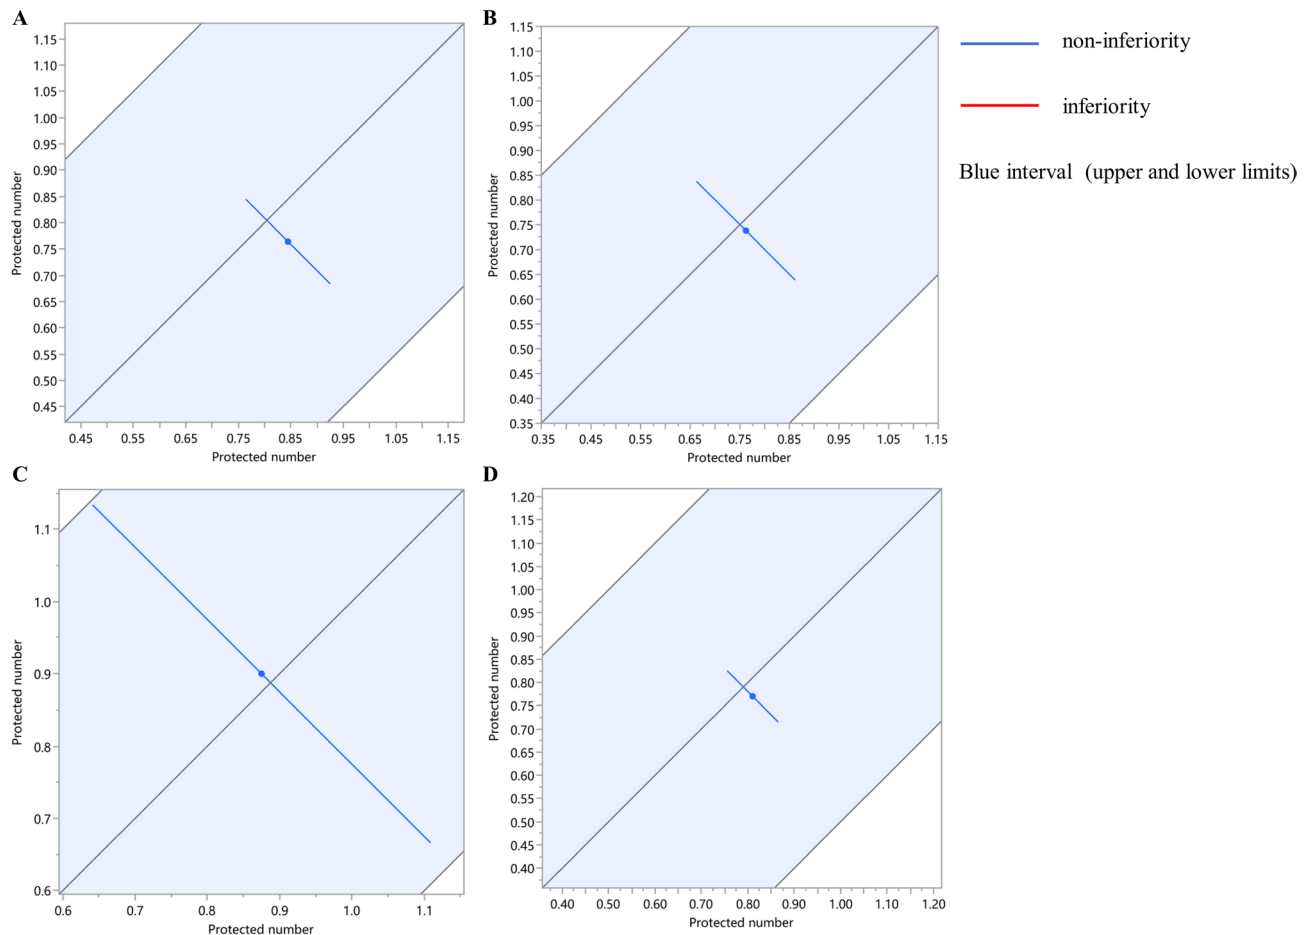 A
1.15
1.10
1.05
1.00
0.95
0.90
0.85
0.80
0.75
0.70
0.65
0.60
0.55
0.50
0.45
Protected number
0.45 0.55 0.65 0.75 0.85 0.95 1.05 1.15
Protected number
B
1.15
1.10
1.05
1.00
0.95
0.90
0.85
0.80
0.75
0.70
0.65
0.60
0.55
0.50
0.45
0.40
0.35
Protected number
0.35 0.45 0.55 0.65 0.75 0.85 0.95 1.05 1.15
Protected number
non-inferiority
inferiority
Blue interval (upper and lower limits)
C
1.1
1.0
0.9
0.8
0.7
0.6
Protected number
0.6 0.7 0.8 0.9 1.0 1.1
Protected number
D
1.20
1.15
1.10
1.05
1.00
0.95
0.90
0.85
0.80
0.75
0.70
0.65
0.60
0.55
0.50
0.45
0.40
Protected number
0.40 0.50 0.60 0.70 0.80 0.90 1.00 1.10 1.20
Protected number